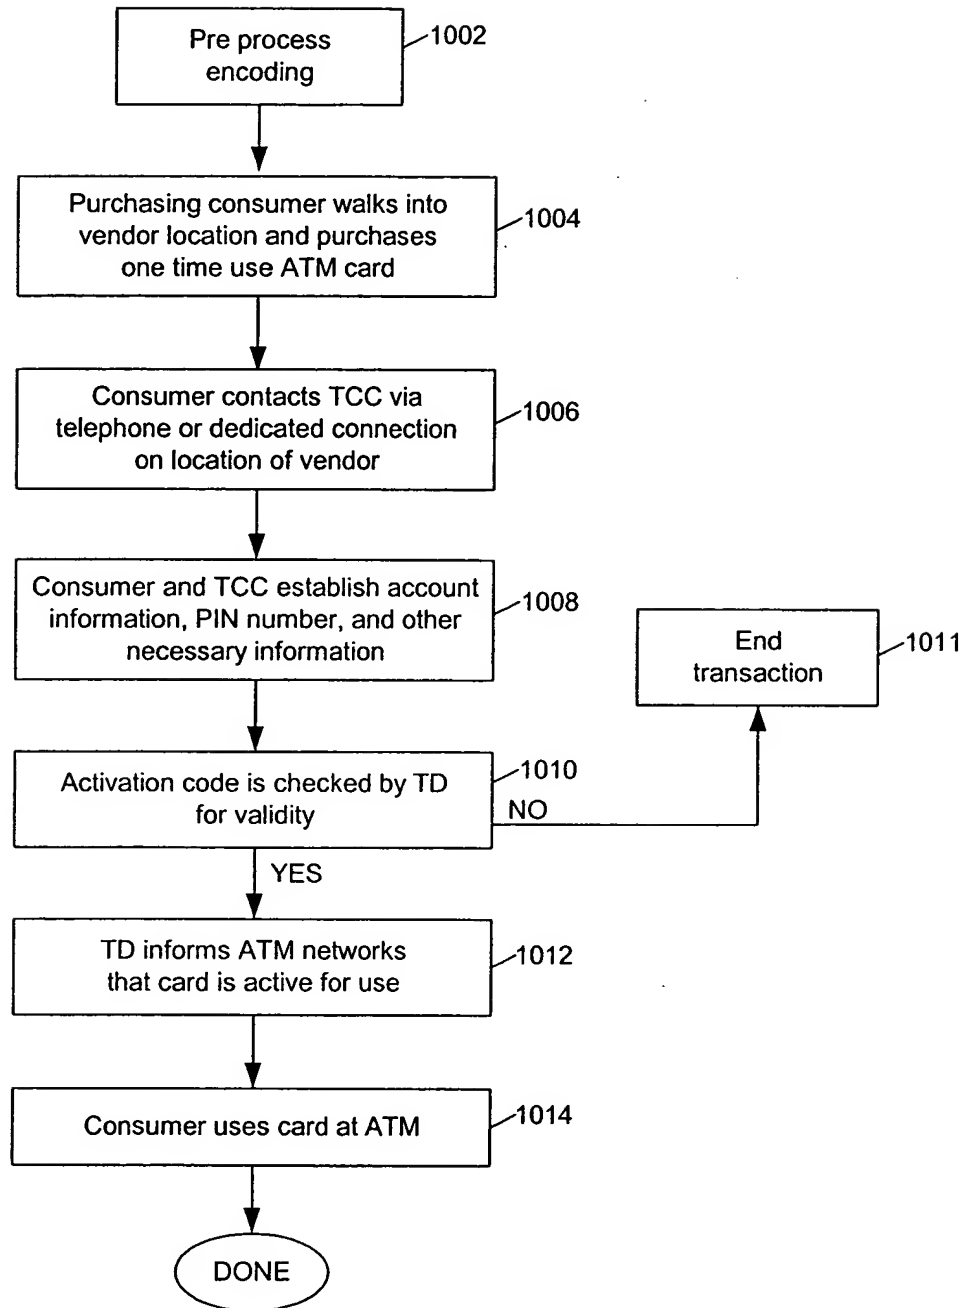 Pre process
encoding
1002
Purchasing consumer walks into
vendor location and purchases
one time use ATM card
1004
Consumer contacts TCC via
telephone or dedicated connection
on location of vendor
1006
Consumer and TCC establish account
information, PIN number, and other
necessary information
1008
End
transaction
1011
Activation code is checked by TD
for validity
1010
NO
YES
TD informs ATM networks
that card is active for use
1012
Consumer uses card at ATM
1014
DONE